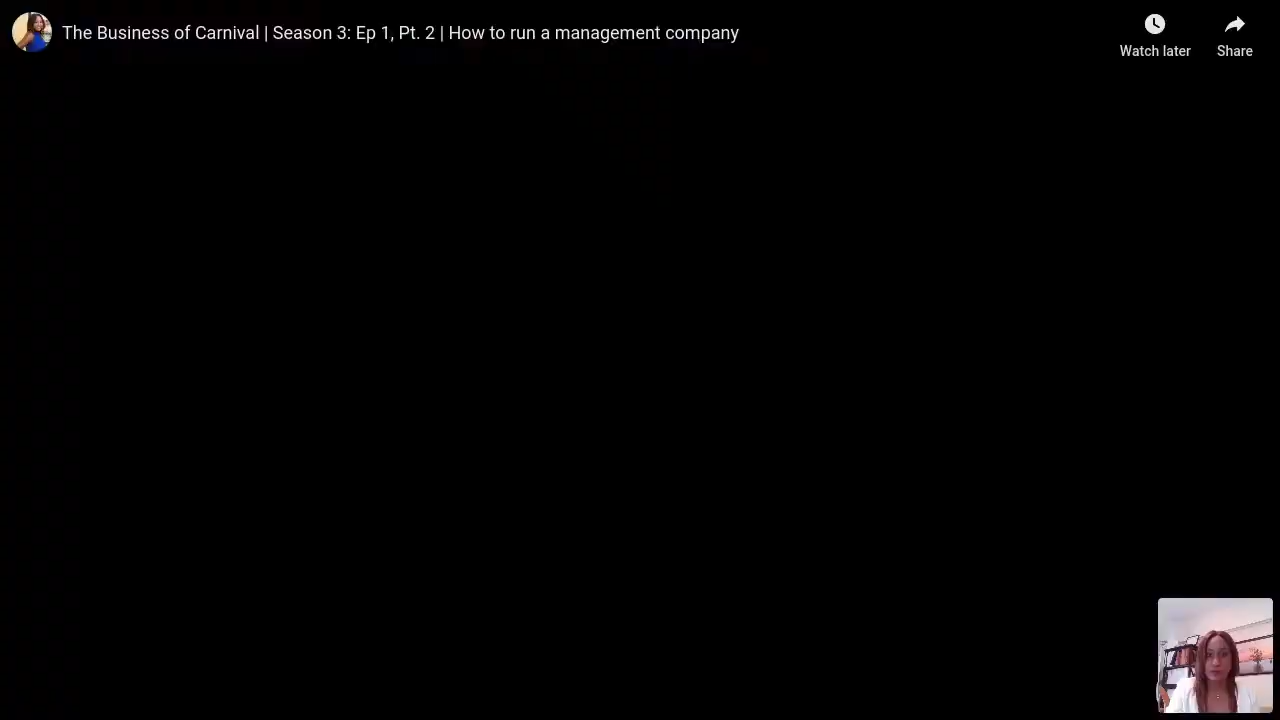 The Business of Carnival | Season 3: Ep 1, Pt. 2 | How to run a management company
Watch later
Share